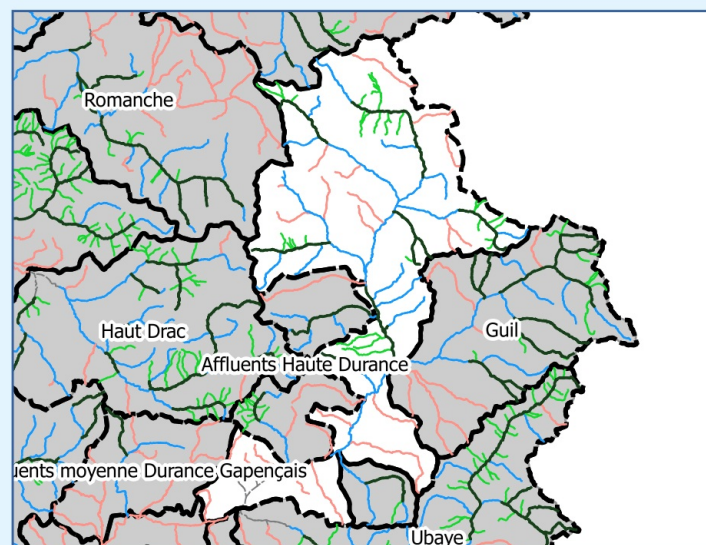 Romanche
Haut Drac
Guil
Affluents Haute Durance
uents moyenne Durance Gapençais
Ubaye